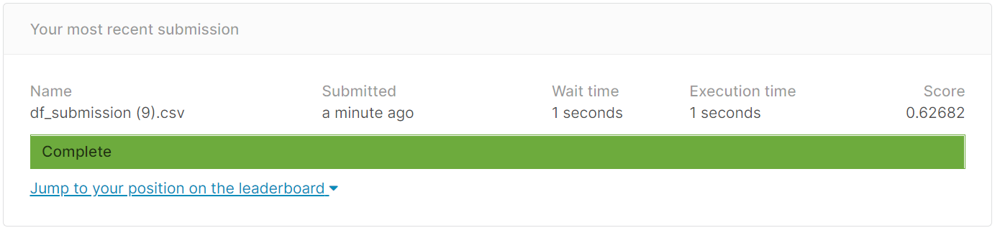 Your most recent submission
Name Submitted Wait time Execution time Score
df_submission (9).csv a minute ago 1 seconds 1 seconds 0.62682
Complete
Jump to your position on the leaderboard